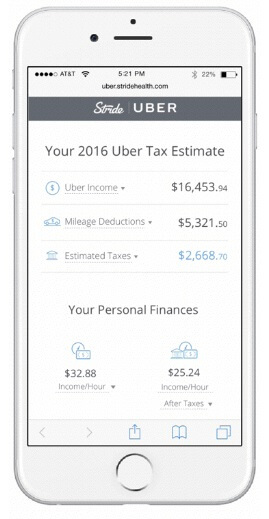 AT&T 5:21 PM 22%
uber.stridehealth.com
Stride | UBER
Your 2016 Uber Tax Estimate
Uber Income $16,453.94
Mileage Deductions $5,321.50
Estimated Taxes $2,668.70
Your Personal Finances
$32.88 $25.24
Income/Hour Income/Hour
After Taxes